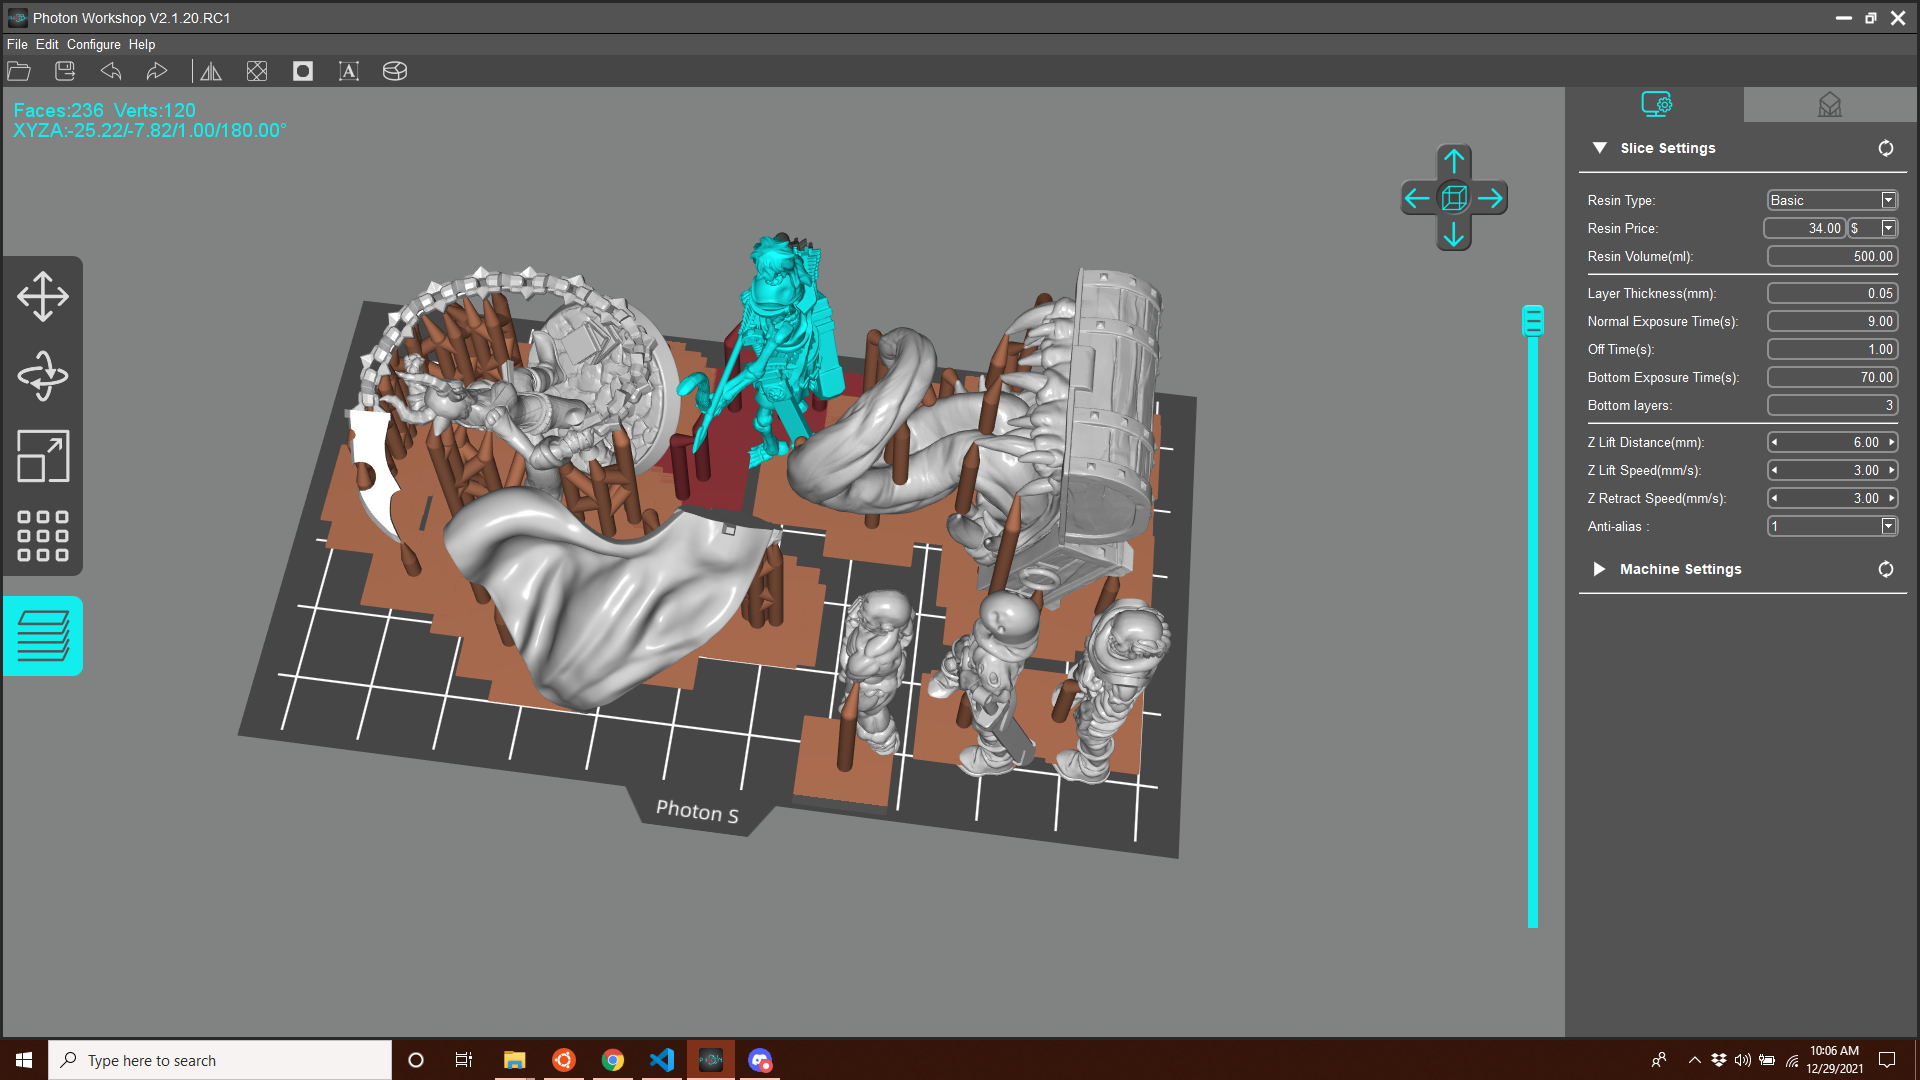 Photon Workshop V2.1.20.RC1
File Edit Configure Help
A
Faces:236 Verts:120
XYZA:-25.22/-7.82/1.00/180.00°
Slice Settings
Resin Type: Basic
Resin Price: 34.00 $
Resin Volume(ml): 500.00
Layer Thickness(mm): 0.05
Normal Exposure Time(s): 9.00
Off Time(s): 1.00
Bottom Exposure Time(s): 70.00
Bottom layers: 3
Z Lift Distance(mm): 6.00
Z Lift Speed(mm/s): 3.00
Z Retract Speed(mm/s): 3.00
Anti-alias : 1
Machine Settings
Photon S
Type here to search
10:06 AM
12/29/2021